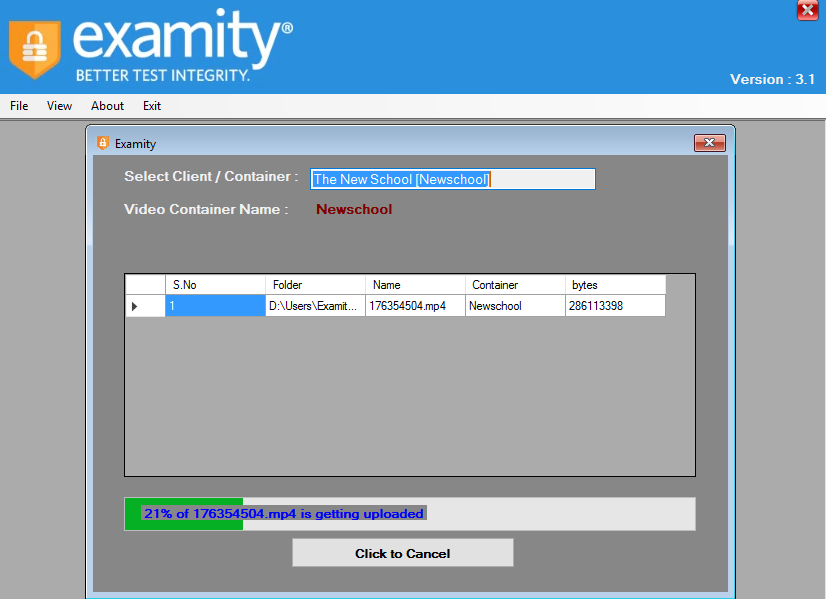 examity®
BETTER TEST INTEGRITY.
Version : 3.1
File View About Exit
Examity
Select Client / Container : The New School [Newschool]
Video Container Name : Newschool
S.No Folder Name Container bytes
1 D:\Users\Examit... 176354504.mp4 Newschool 286113398
21% of 176354504.mp4 is getting uploaded
Click to Cancel